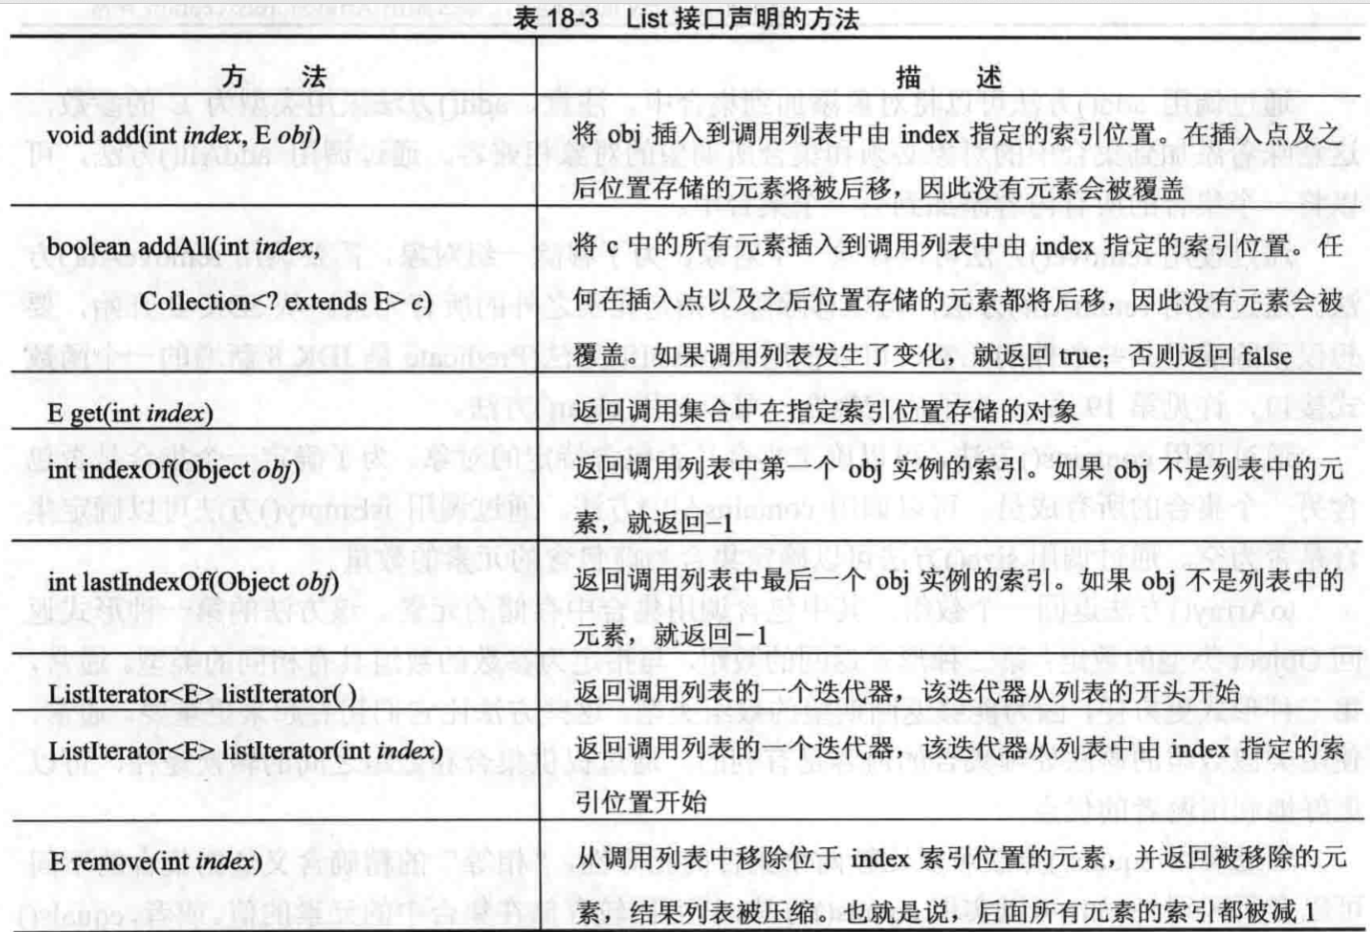 表 18-3 List 接口声明的方法
方 法
描 述
void add(int index, E obj)
将 obj 插入到调用列表中由 index 指定的索引位置。在插入点及之
后位置存储的元素将被后移，因此没有元素会被覆盖
boolean addAll(int index,
Collection<? extends E> c)
将 c 中的所有元素插入到调用列表中由 index 指定的索引位置。任
何在插入点以及之后位置存储的元素都将后移，因此没有元素会被
覆盖。如果调用列表发生了变化，就返回 true；否则返回 false
E get(int index)
返回调用集合中在指定索引位置存储的对象
int indexOf(Object obj)
返回调用列表中第一个 obj 实例的索引。如果 obj 不是列表中的元
素，就返回–1
int lastIndexOf(Object obj)
返回调用列表中最后一个 obj 实例的索引。如果 obj 不是列表中的
元素，就返回−1
ListIterator<E> listIterator( )
返回调用列表的一个迭代器，该迭代器从列表的开头开始
ListIterator<E> listIterator(int index)
返回调用列表的一个迭代器，该迭代器从列表中由 index 指定的索
引位置开始
E remove(int index)
从调用列表中移除位于 index 索引位置的元素，并返回被移除的元
素，结果列表被压缩。也就是说，后面所有元素的索引都被减 1